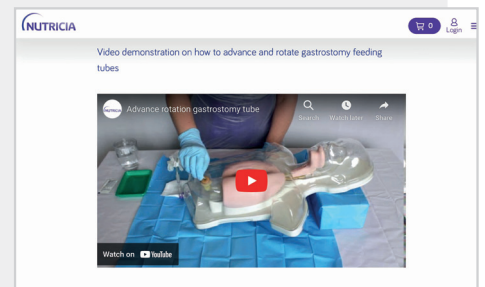 NUTRICIA
0
Login
Video demonstration on how to advance and rotate gastrostomy feeding
tubes
NUTRICIA
Advance rotation gastrostomy tube
Search
Watch later
Share
Watch on YouTube